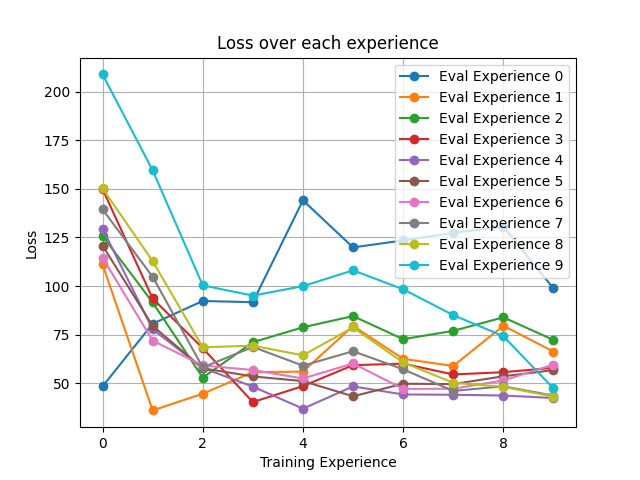 Loss over each experience
200
175
150
125
100
75
50
Loss
0
2
4
6
8
Training Experience
Eval Experience 0
Eval Experience 1
Eval Experience 2
Eval Experience 3
Eval Experience 4
Eval Experience 5
Eval Experience 6
Eval Experience 7
Eval Experience 8
Eval Experience 9